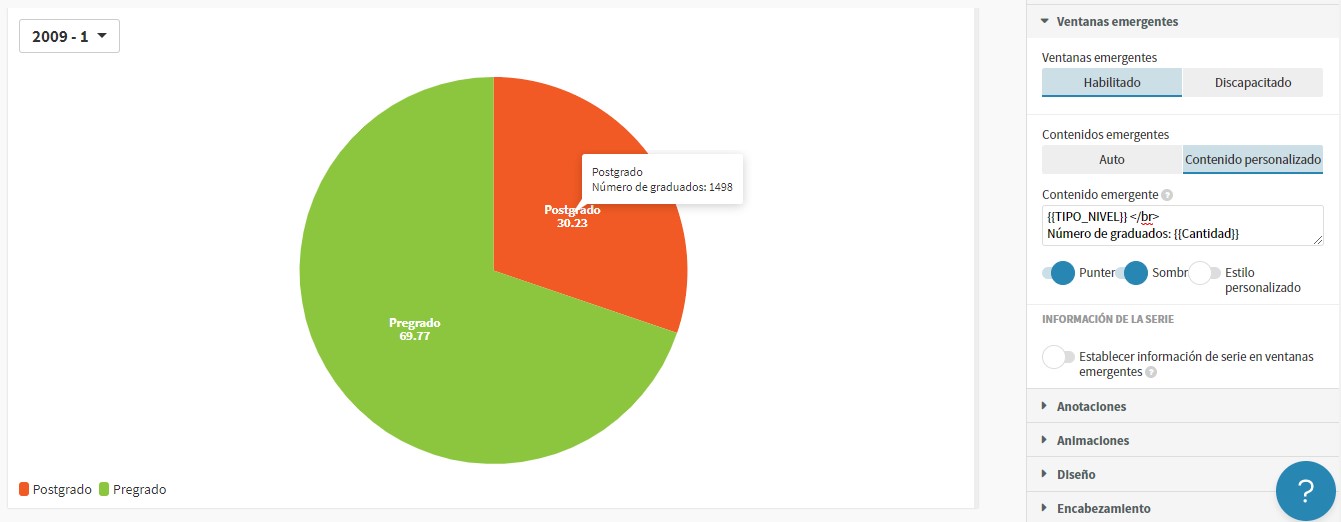 2009 - 1
Postgrado
Número de graduados: 1498
Postgrado
30.23
Pregrado
69.77
Postgrado
Pregrado
Ventanas emergentes
Ventanas emergentes
Habilitado
Discapacitado
Contenidos emergentes
Auto
Contenido personalizado
Contenido emergente ?
{{TIPO_NIVEL}} </br>
Número de graduados: {{Cantidad}}
Punter
Sombr
Estilo
personalizado
INFORMACIÓN DE LA SERIE
Establecer información de serie en ventanas
emergentes ?
Anotaciones
Animaciones
Diseño
Encabezamiento
?